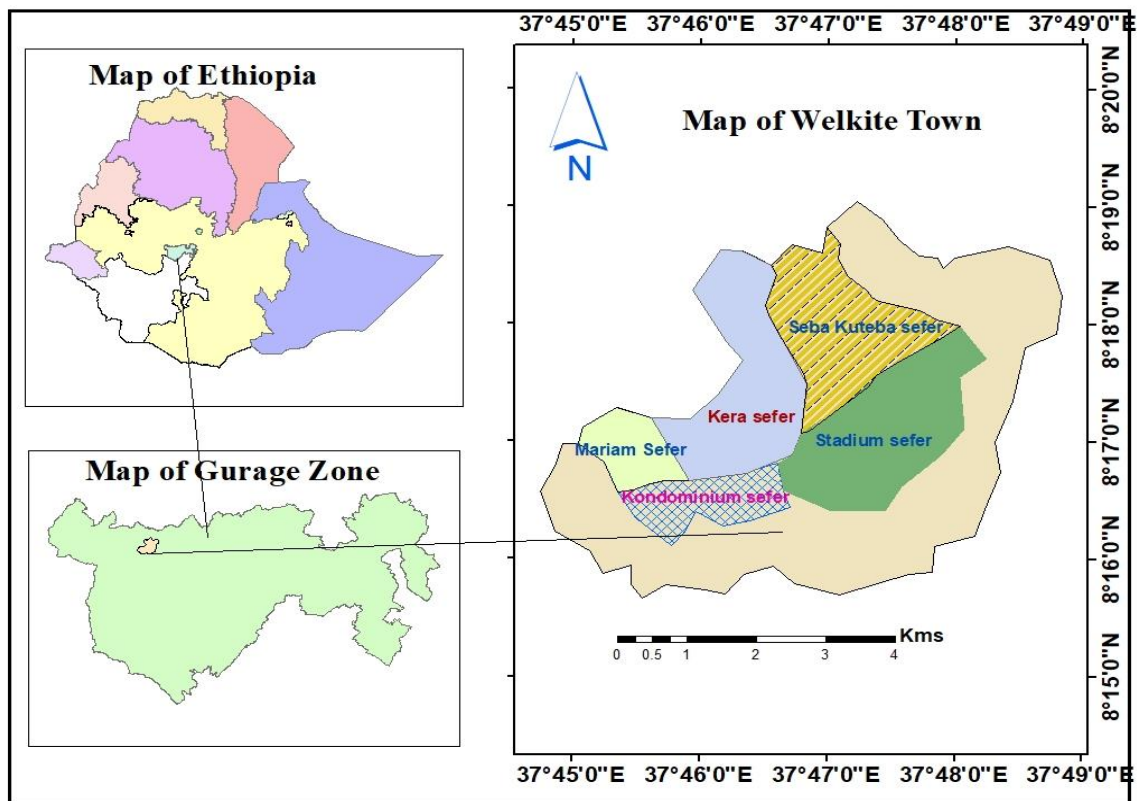 37°45'0"E 37°46'0"E 37°47'0"E 37°48'0"E 37°49'0"E
Map of Ethiopia
Map of Welkite Town
N
8°20'0"N
8°19'0"N
8°18'0"N
8°17'0"N
8°16'0"N
8°15'0"N
Seba Kuteba sefer
Kera sefer
Stadium sefer
Mariam Sefer
Kondominium sefer
Map of Gurage Zone
Kms
0 0.5 1 2 3 4
37°45'0"E 37°46'0"E 37°47'0"E 37°48'0"E 37°49'0"E